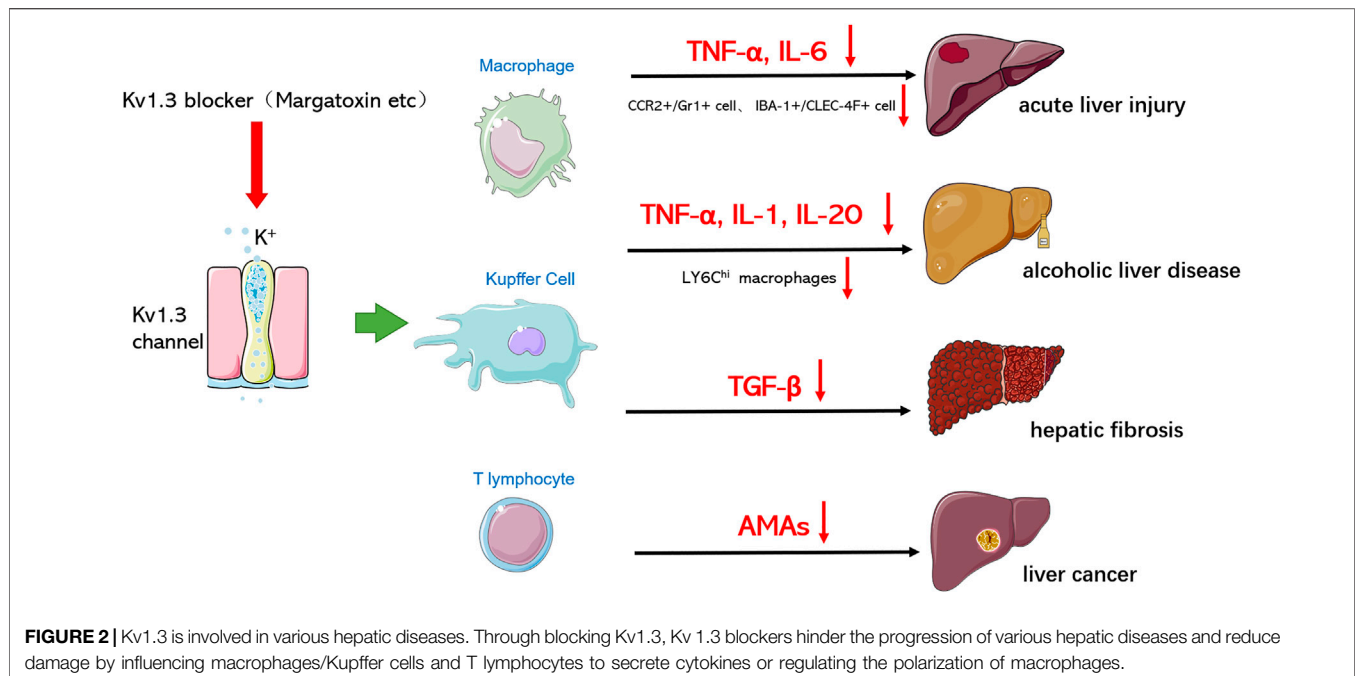 Kv1.3 blocker（Margatoxin etc）
K⁺
Kv1.3
channel
Macrophage
Kupffer Cell
T lymphocyte
TNF-α, IL-6
CCR2+/Gr1+ cell、 IBA-1+/CLEC-4F+ cell
acute liver injury
TNF-α, IL-1, IL-20
LY6Cʰⁱ macrophages
alcoholic liver disease
TGF-β
hepatic fibrosis
AMAs
liver cancer
FIGURE 2 | Kv1.3 is involved in various hepatic diseases. Through blocking Kv1.3, Kv 1.3 blockers hinder the progression of various hepatic diseases and reduce
damage by influencing macrophages/Kupffer cells and T lymphocytes to secrete cytokines or regulating the polarization of macrophages.